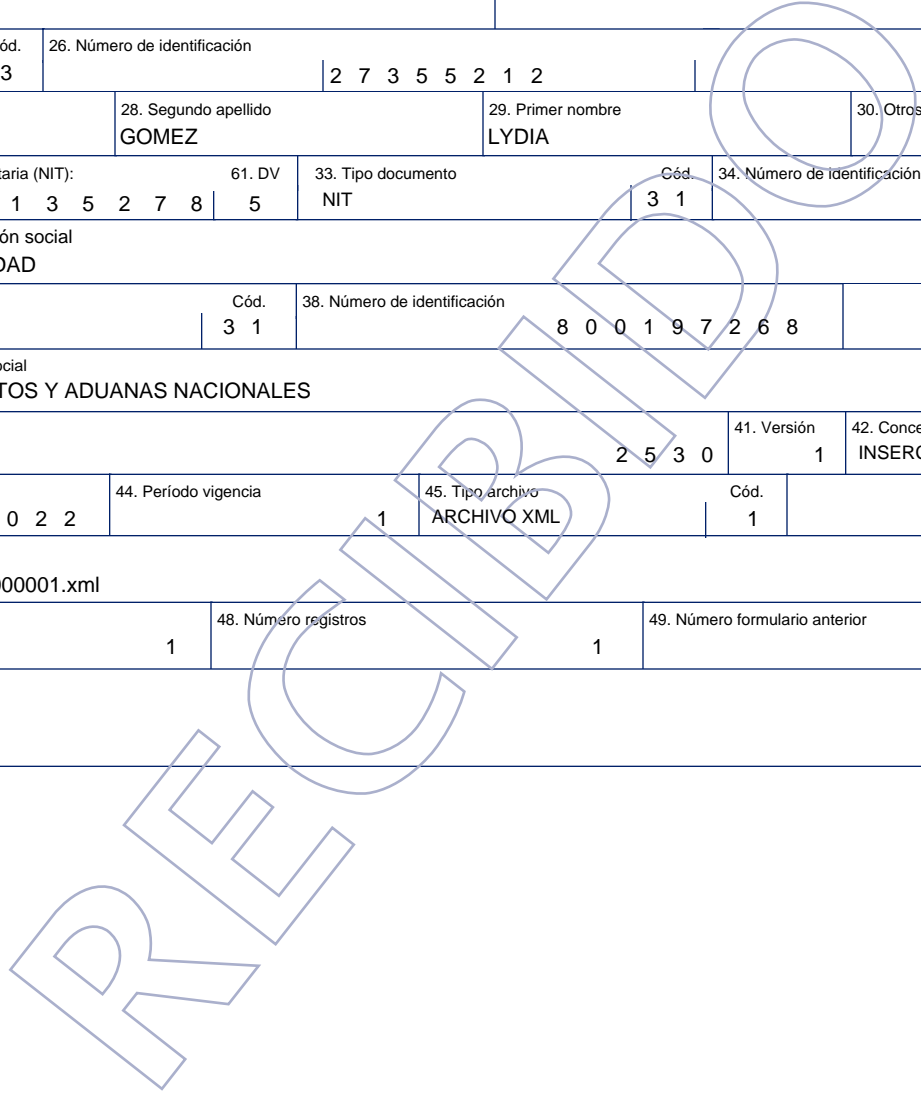 ód. 26. Número de identificación
3 2 7 3 5 5 2 1 2
28. Segundo apellido 29. Primer nombre 30. Otros
GOMEZ LYDIA
taria (NIT): 61. DV 33. Tipo documento Cód. 34. Número de identificación
1 3 5 2 7 8 5 NIT 3 1
ón social
DAD
Cód. 38. Número de identificación
3 1 8 0 0 1 9 7 2 6 8
ocial
TOS Y ADUANAS NACIONALES
41. Versión 42. Conce
2 5 3 0 1 INSERC
44. Período vigencia 45. Tipo archivo Cód.
0 2 2 1 ARCHIVO XML 1
000001.xml
48. Número registros 49. Número formulario anterior
1 1
RECIBIDO